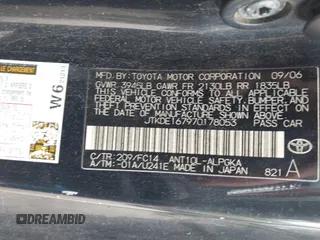 MFD. BY: TOYOTA MOTOR CORPORATION 09/06
GVWR 3945LB GAWR FR 2130LB RR 1835LB
THIS VEHICLE CONFORMS TO ALL APPLICABLE
FEDERAL MOTOR VEHICLE SAFETY, BUMPER, AND
THEFT PREVENTION STANDARDS IN EFFECT ON
THE DATE OF MANUFACTURE SHOWN ABOVE.
JTKDE167970178053 PASS CAR
C/TR: 209/FC14 ANT10L-ALPGKA
A/TM: -01A/U241E MADE IN JAPAN 821 A
W6
DREAMBID